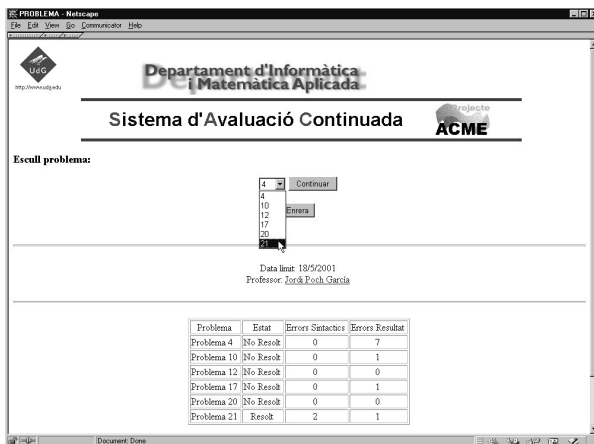 PROBLEMA - Netscape
File Edit View Go Communicator Help
UdG
http://www.udg.edu
Departament d'Informàtica
i Matemàtica Aplicada
Sistema d'Avaluació Continuada
Projecte
ACME
Escull problema:
4 Continuar
4
10
12
17
20
21
Enrera
Data límit: 18/5/2001
Professor: Jordi Poch García
Problema Estat Errors Sintactics Errors Resultat
Problema 4 No Resolt 0 7
Problema 10 No Resolt 0 1
Problema 12 No Resolt 0 0
Problema 17 No Resolt 0 1
Problema 20 No Resolt 0 0
Problema 21 Resolt 2 1
Document: Done